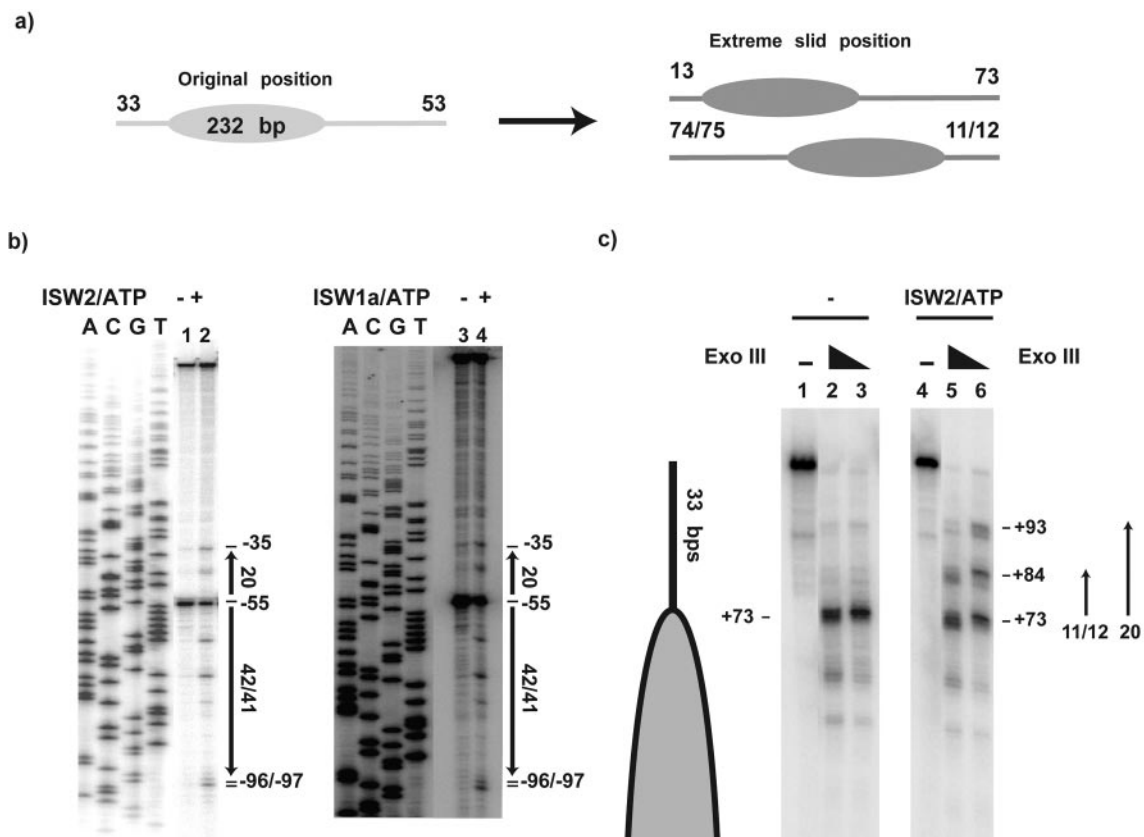 a)
Original position
33 53
232 bp
Extreme slid position
13 73
74/75 11/12
b)
ISW2/ATP - +
A C G T 1 2
-35
20
-55
42/41
-96/-97
ISW1a/ATP - +
A C G T 3 4
-35
20
-55
42/41
-96/-97
c)
- ISW2/ATP
Exo III – – Exo III
1 2 3 4 5 6
33 bps
+73 –
– +93
– +84
– +73
11/12 20